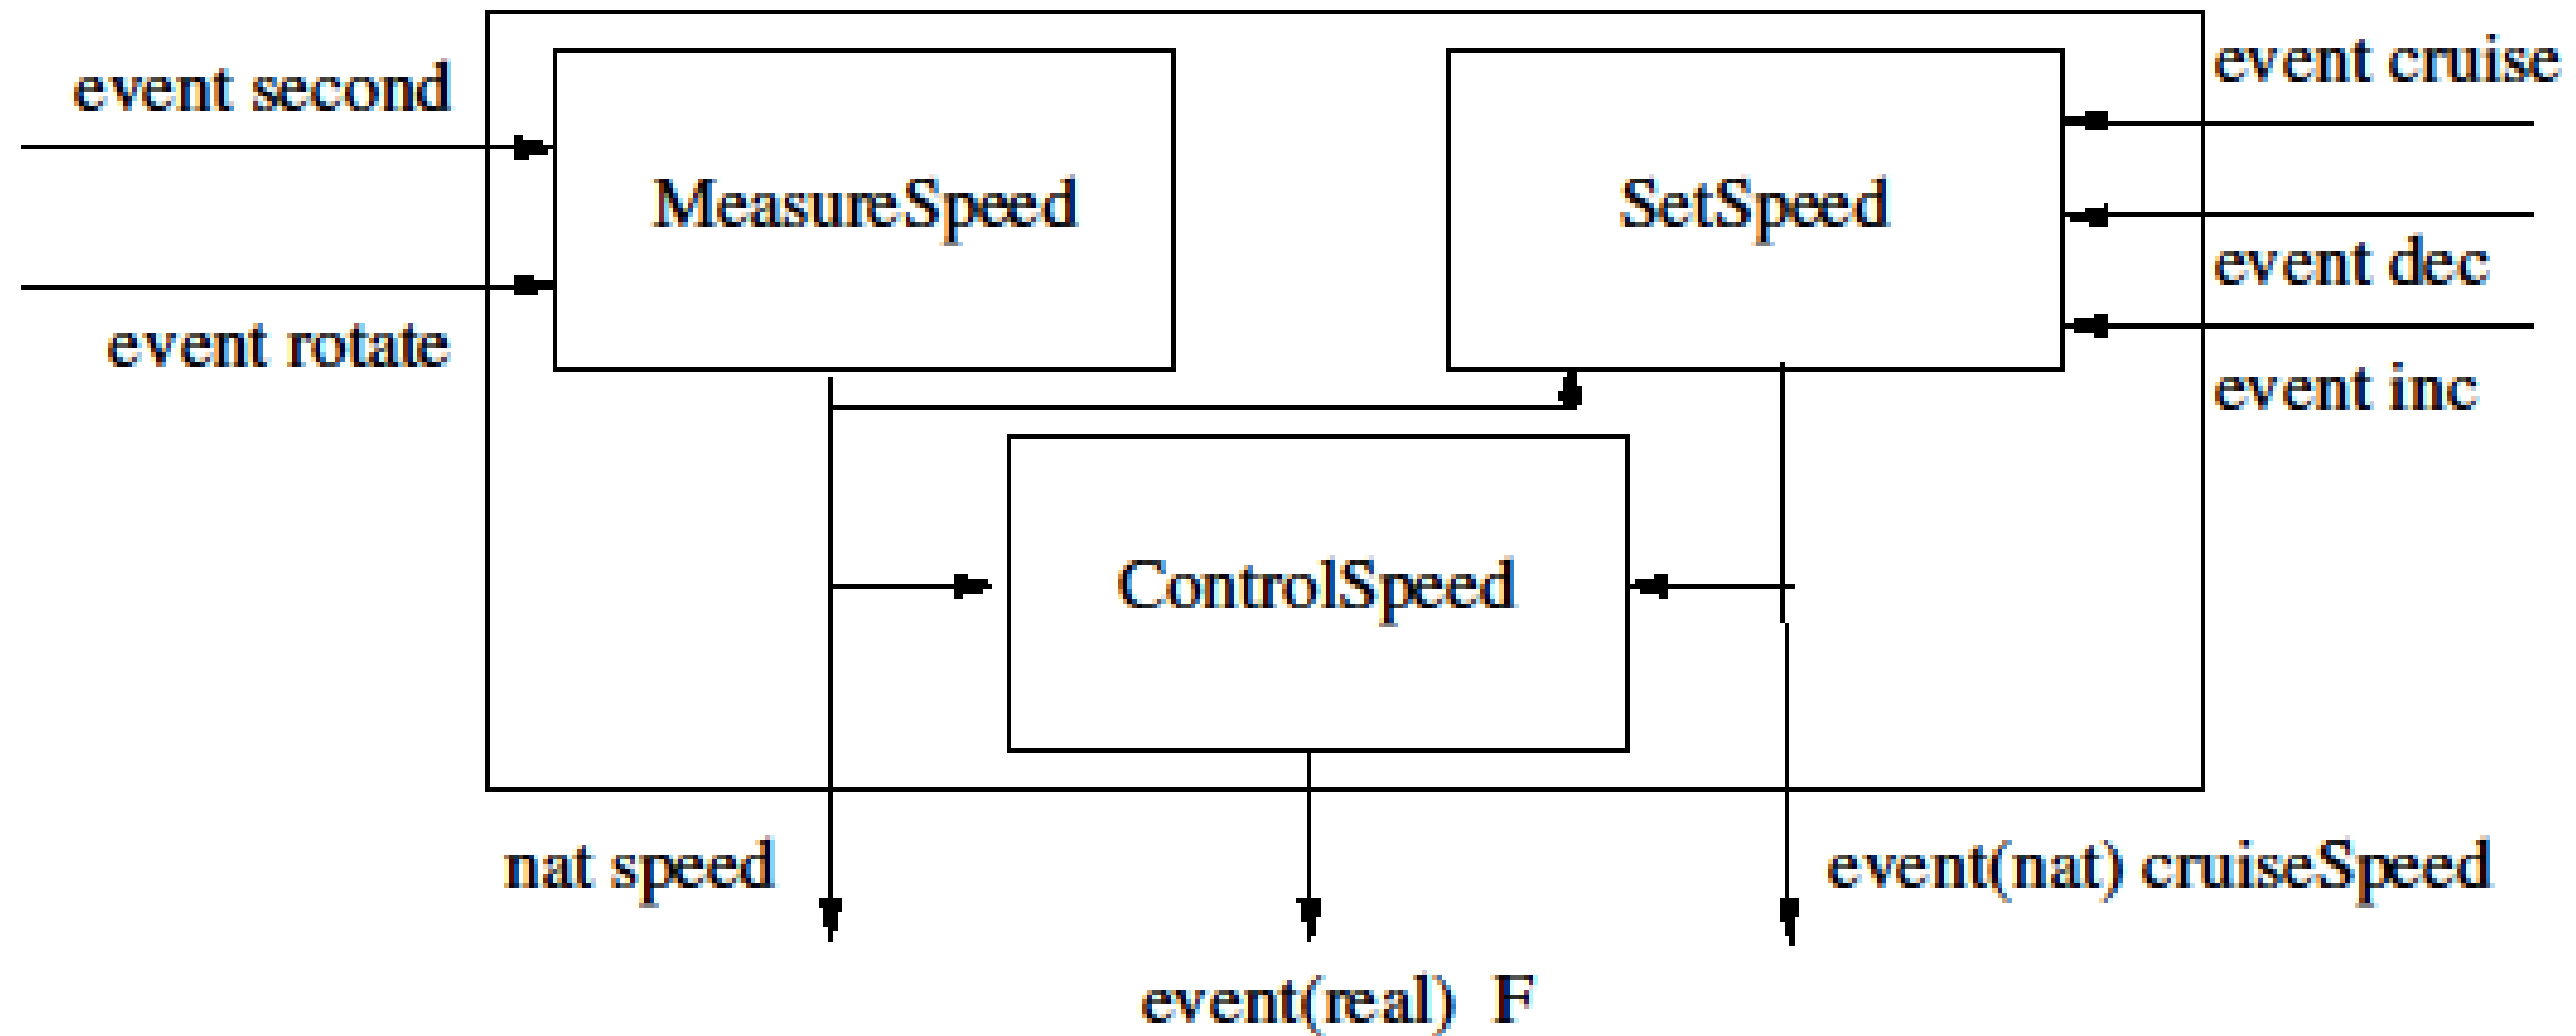 event second
event cruise
MeasureSpeed
SetSpeed
event dec
event rotate
event inc
ControlSpeed
nat speed
event(nat) cruiseSpeed
event(real) F